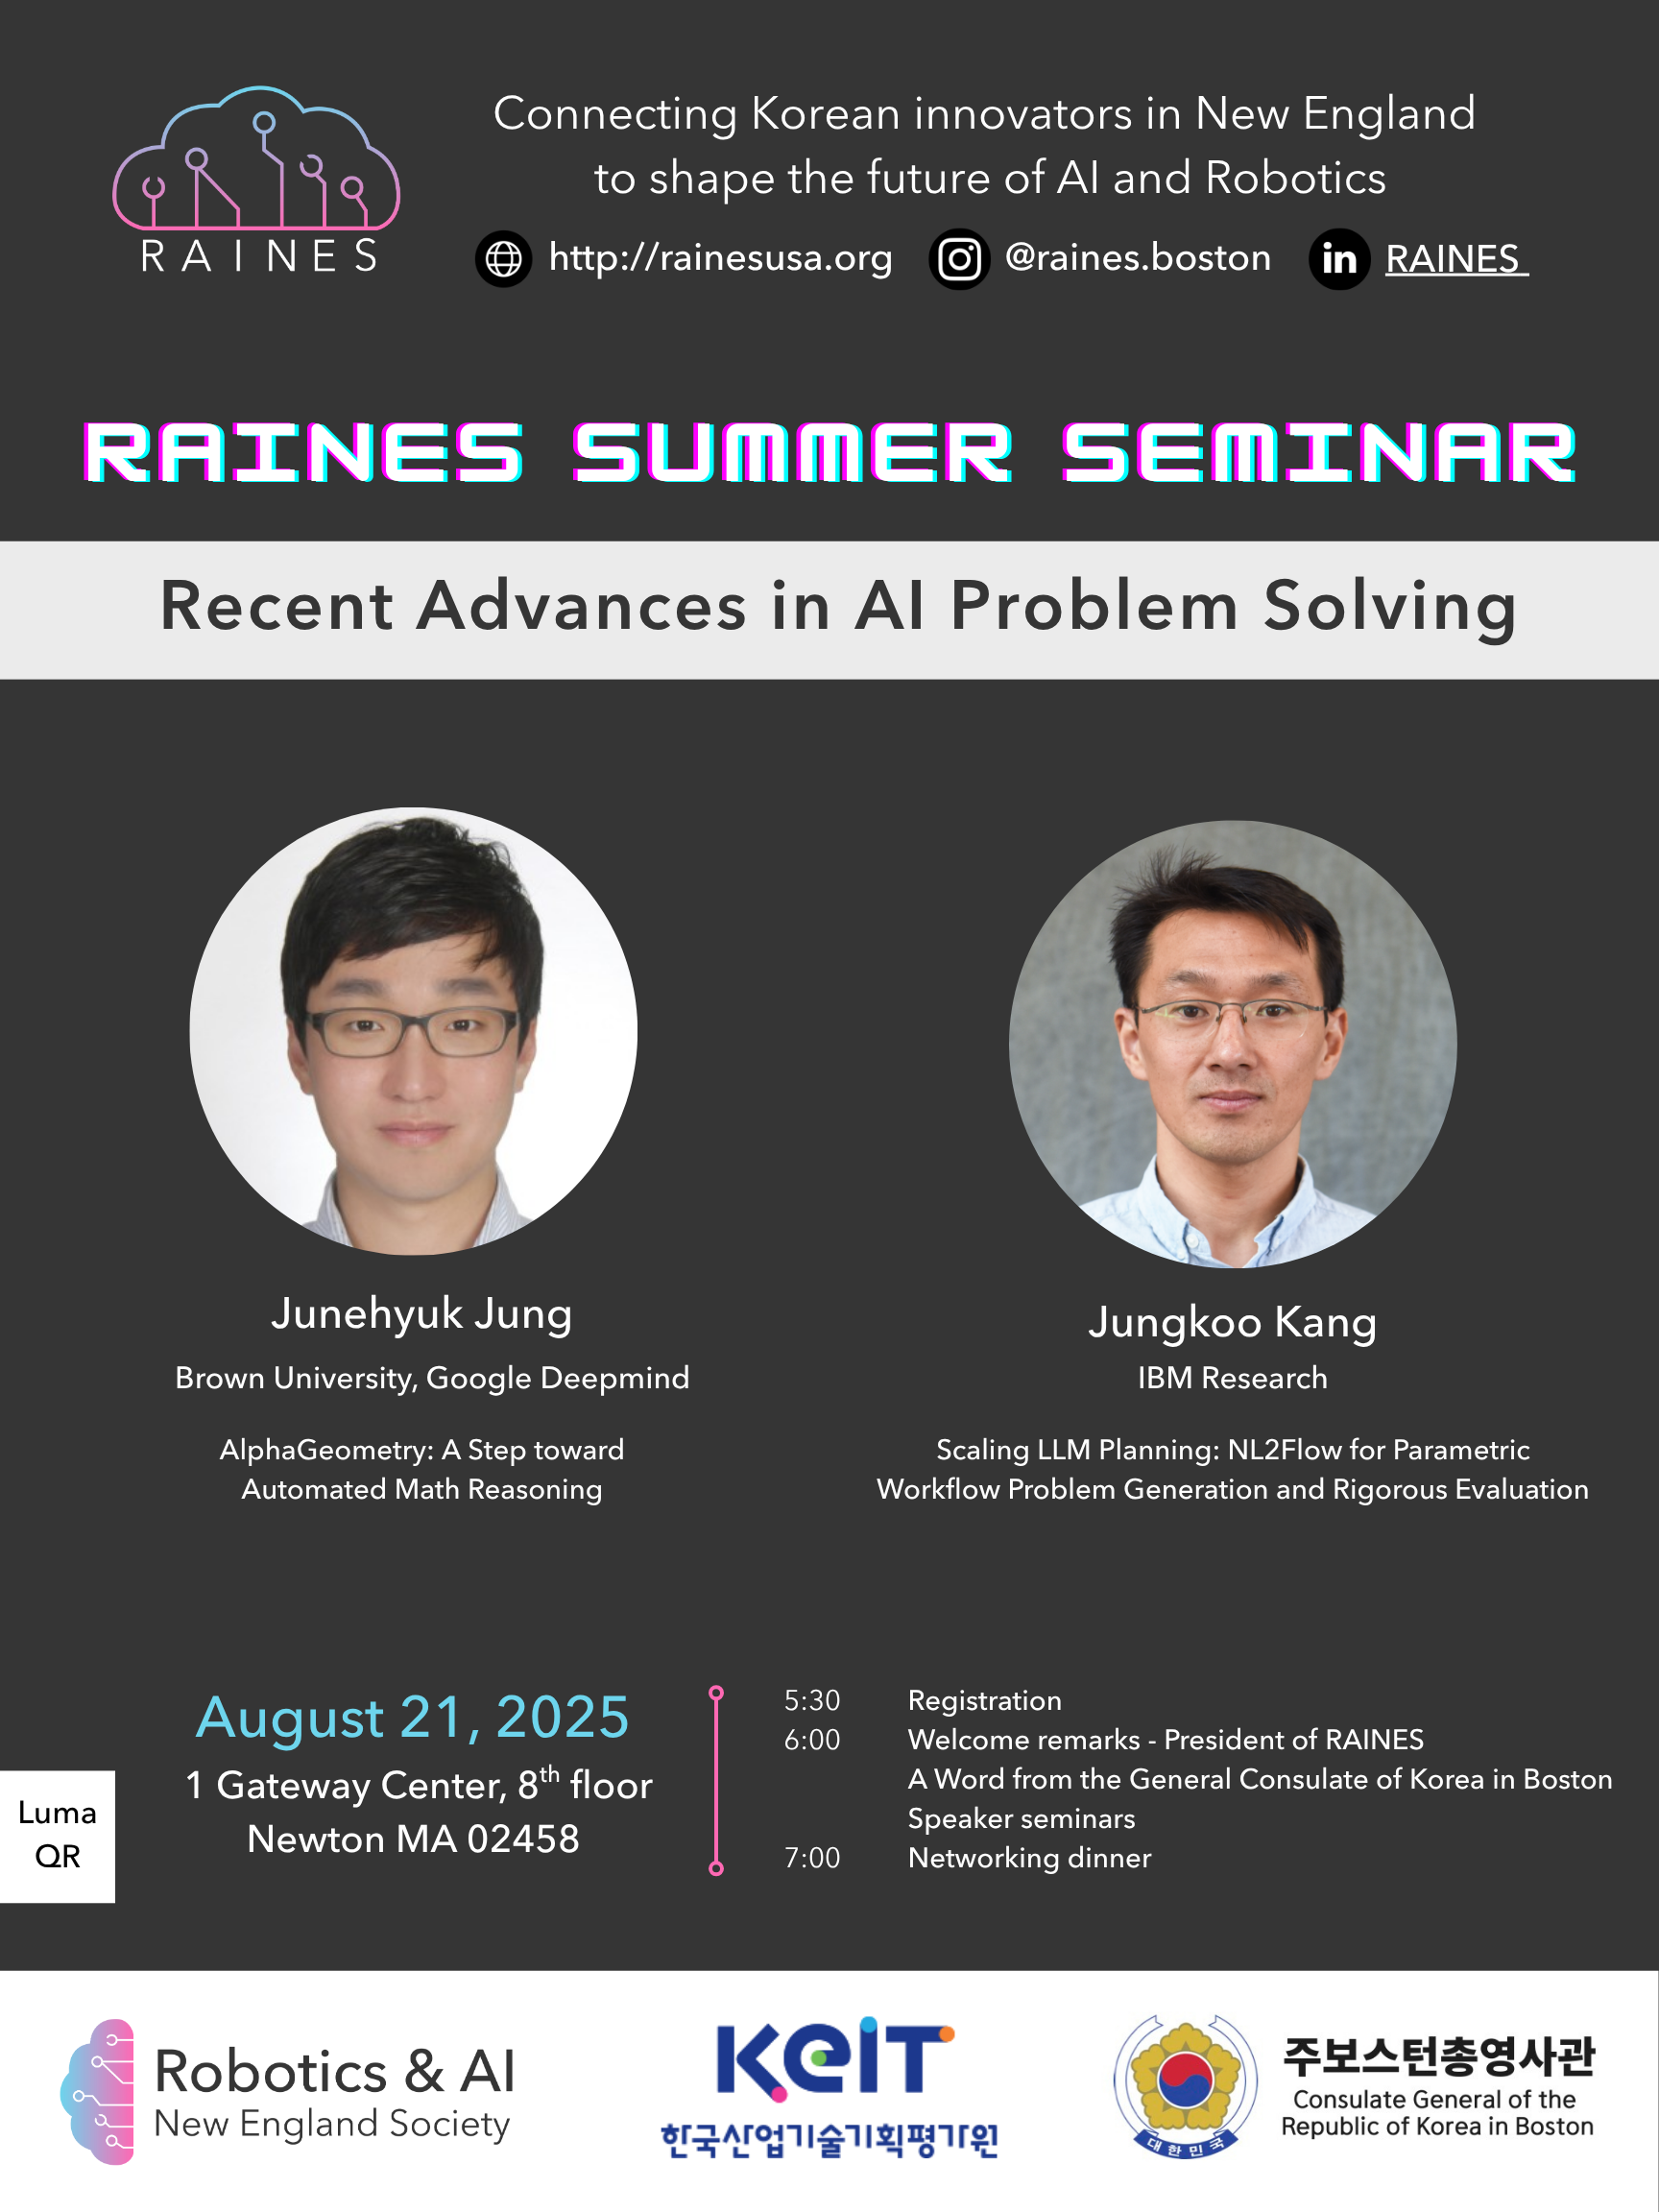 RAINES
Connecting Korean innovators in New England
to shape the future of AI and Robotics
http://rainesusa.org
@raines.boston
in
RAINES
RAINES SUMMER SEMINAR
Recent Advances in AI Problem Solving
Junehyuk Jung
Brown University, Google Deepmind
AlphaGeometry: A Step toward
Automated Math Reasoning
Jungkoo Kang
IBM Research
Scaling LLM Planning: NL2Flow for Parametric
Workflow Problem Generation and Rigorous Evaluation
Luma
QR
August 21, 2025
1 Gateway Center, 8th floor
Newton MA 02458
5:30 Registration
6:00 Welcome remarks - President of RAINES
A Word from the General Consulate of Korea in Boston
Speaker seminars
7:00 Networking dinner
Robotics & AI
New England Society
KEIT
한국산업기술기획평가원
대한민국
주보스턴총영사관
Consulate General of the
Republic of Korea in Boston